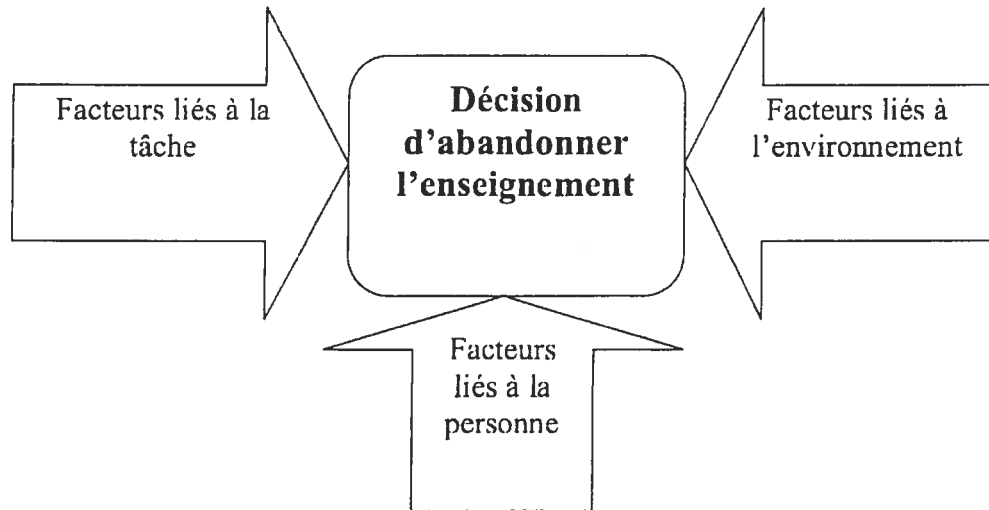 Facteurs liés à la
tâche
Décision
d'abandonner
l'enseignement
Facteurs liés à
l'environnement
Facteurs
liés à la
personne